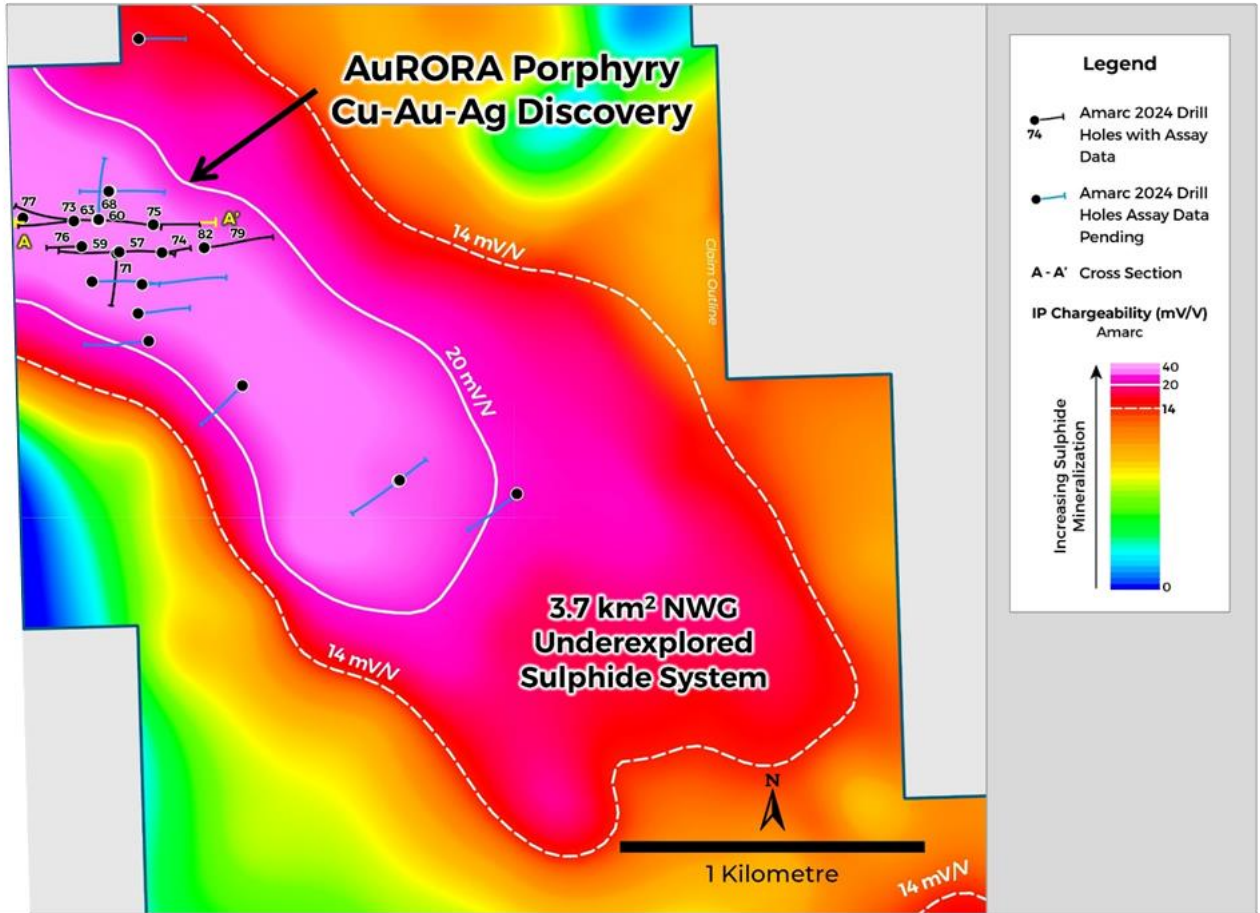 AuRORA Porphyry
Cu-Au-Ag Discovery
77
73
63
68
60
75
A
A'
76
59
57
74
82
79
71
14 mV/N
20 mV/N
14 mV/N
Claim Outline
3.7 km² NWG
Underexplored
Sulphide System
N
1 Kilometre
14 mV/N
Legend
74
Amarc 2024 Drill
Holes with Assay
Data
Amarc 2024 Drill
Holes Assay Data
Pending
A - A' Cross Section
IP Chargeability (mV/V)
Amarc
Increasing Sulphide
Mineralization
40
20
14
0